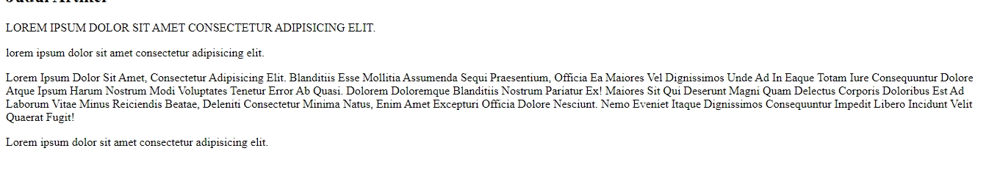 Judul Artikel
LOREM IPSUM DOLOR SIT AMET CONSECTETUR ADIPISICING ELIT.
lorem ipsum dolor sit amet consectetur adipisicing elit.
Lorem Ipsum Dolor Sit Amet, Consectetur Adipisicing Elit. Blanditiis Esse Mollitia Assumenda Sequi Praesentium, Officia Ea Maiores Vel Dignissimos Unde Ad In Eaque Totam Iure Consequuntur Dolore
Atque Ipsum Harum Nostrum Modi Voluptates Tenetur Error Ab Quasi. Dolorem Doloremque Blanditiis Nostrum Pariatur Ex! Maiores Sit Qui Deserunt Magni Quam Delectus Corporis Doloribus Est Ad
Laborum Vitae Minus Reiciendis Beatae, Deleniti Consectetur Minima Natus, Enim Amet Excepturi Officia Dolore Nesciunt. Nemo Eveniet Itaque Dignissimos Consequuntur Impedit Libero Incidunt Velit
Quaerat Fugit!
Lorem ipsum dolor sit amet consectetur adipisicing elit.